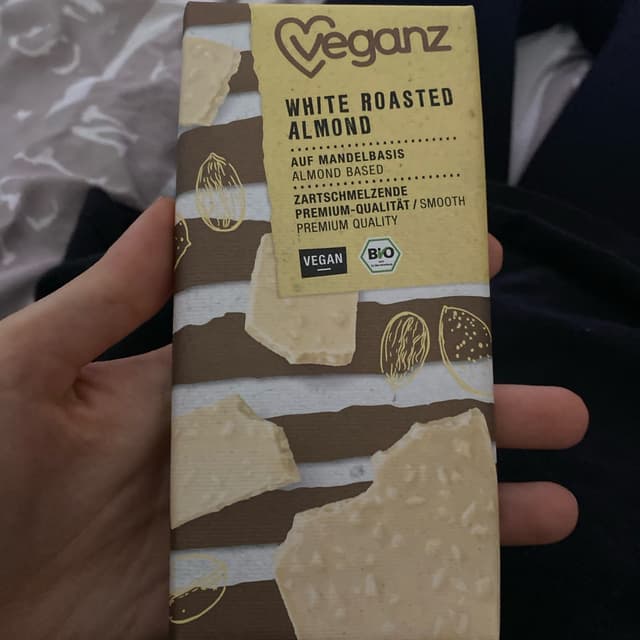 Veganz
WHITE ROASTED
ALMOND
AUF MANDELBASIS
ALMOND BASED
ZARTSCHMELZENDE
PREMIUM-QUALITÄT / SMOOTH
PREMIUM QUALITY
VEGAN
BIO